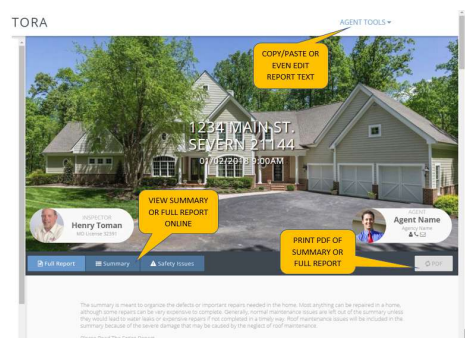 TORA
AGENT TOOLS
COPY/PASTE OR
EVEN EDIT
REPORT TEXT
1234 MAIN ST.
SEVERN 21144
01/02/2018 9:00AM
VIEW SUMMARY
OR FULL REPORT
ONLINE
INSPECTOR
Henry Toman
MD License 32591
AGENT
Agent Name
Agency Name
PRINT PDF OF
SUMMARY OR
FULL REPORT
Full Report
Summary
Safety Issues
PDF
The summary is meant to organize the defects or important repairs needed in the home. Most anything can be repaired in a home,
although some repairs can be very expensive to complete. Generally, normal maintenance issues are left out of the summary unless
they would lead to water leaks or expensive repairs if not completed in a timely way. Roof maintenance issues will be included in the
summary because of the severe damage that may be caused by the neglect of roof maintenance.